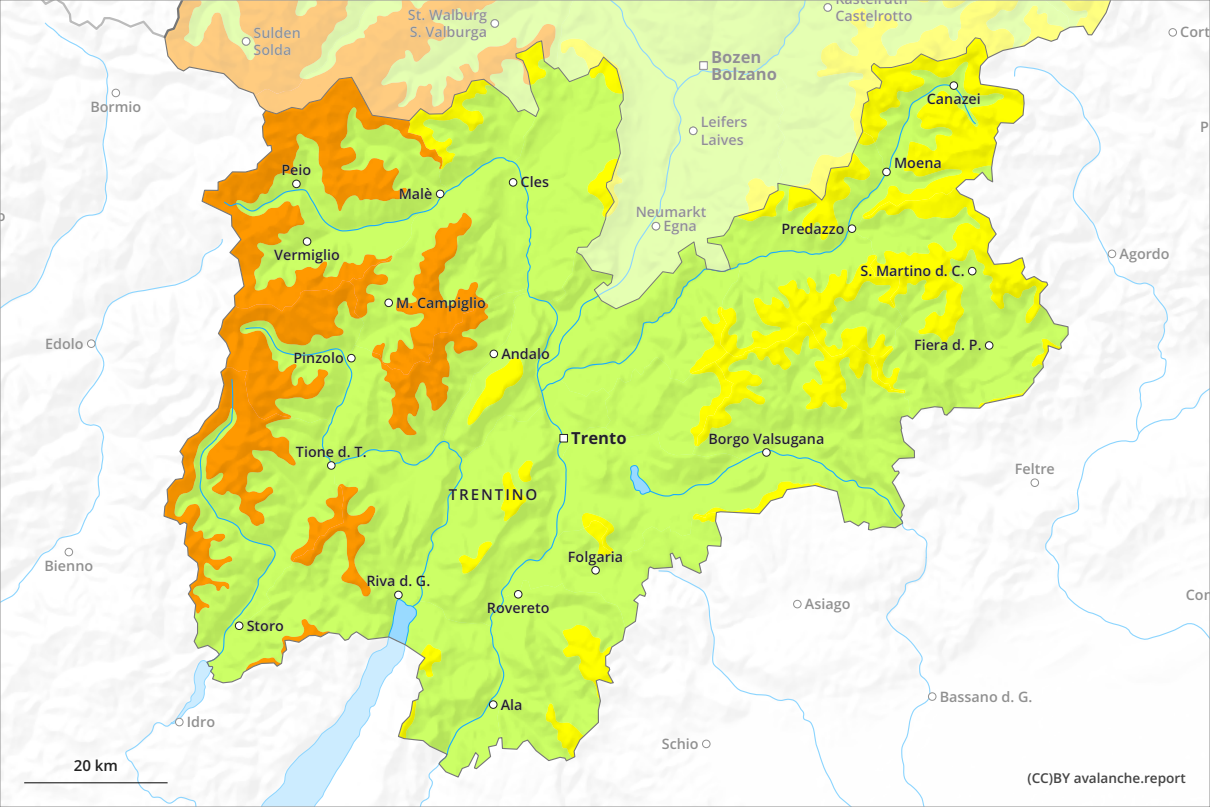 St. Walburg
S. Valburga
Kastelruth
Castelrotto
Sulden
Solda
Cort
Bozen
Bolzano
Bormio
Canazei
Leifers
Laives
P
Moena
Peio
Cles
Malè
Neumarkt
Egna
Predazzo
Vermiglio
Agordo
S. Martino d. C.
M. Campiglio
Edolo
Fiera d. P.
Andalo
Pinzolo
Trento
Borgo Valsugana
Tione d. T.
Feltre
TRENTINO
Bienno
Folgaria
Riva d. G.
Cor
Rovereto
Asiago
Storo
Bassano d. G.
Ala
Idro
Schio
20 km
(CC)BY avalanche.report